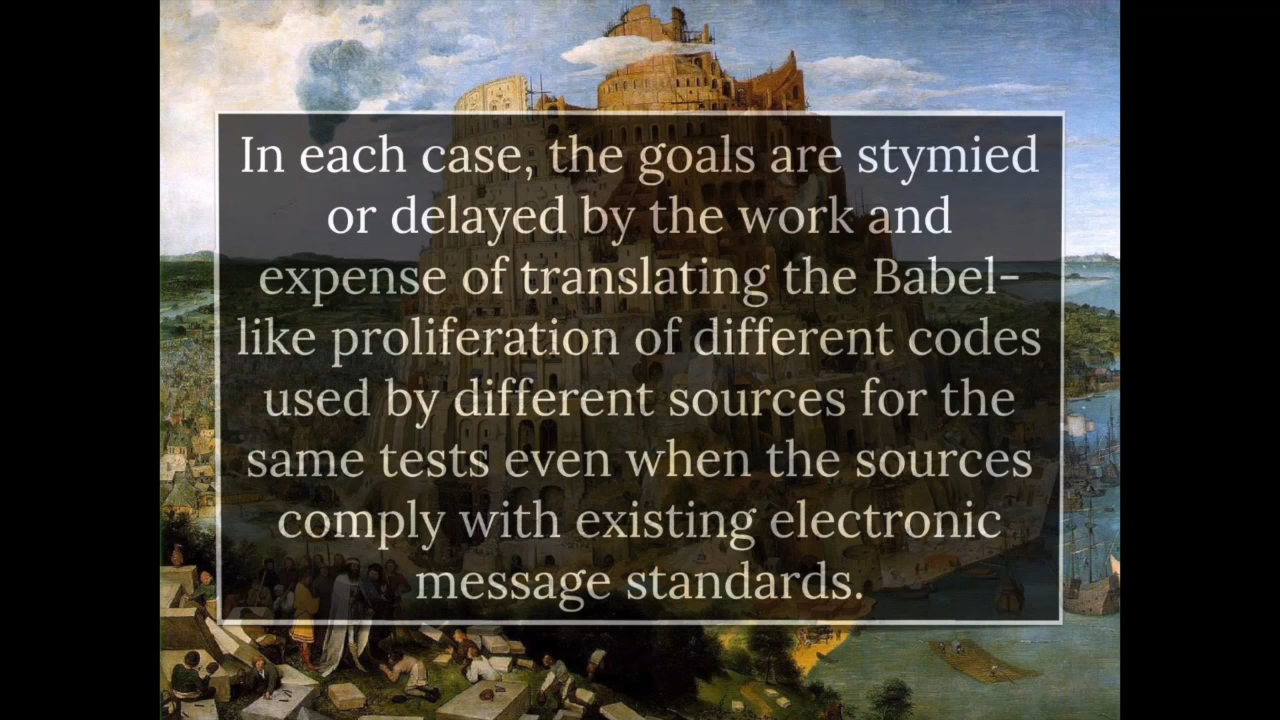 In each case, the goals are stymied
or delayed by the work and
expense of translating the Babel-
like proliferation of different codes
used by different sources for the
same tests even when the sources
comply with existing electronic
message standards.